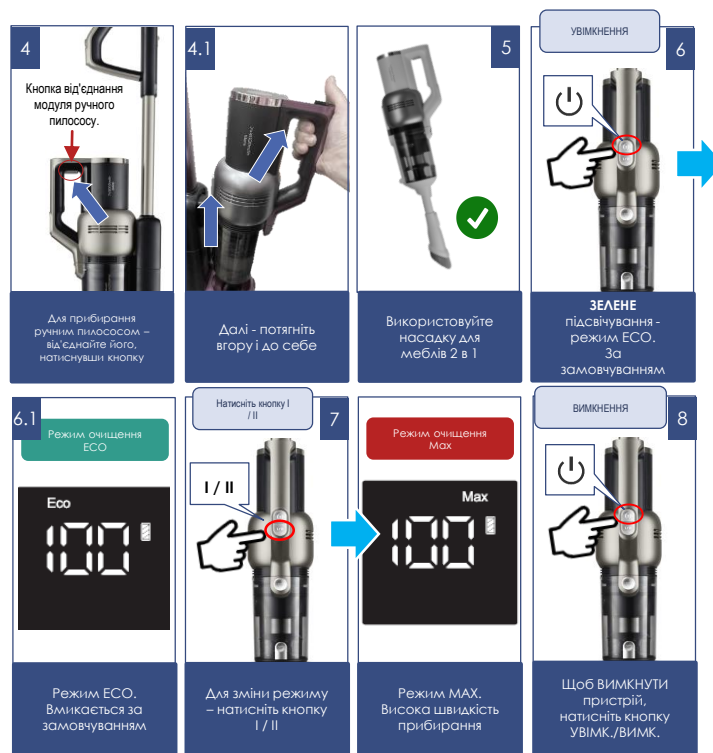 4
Кнопка від'єднання
модуля ручного
пилососу.
Для прибирання
ручним пилососом –
від'єднайте його,
натиснувши кнопку
4.1
Далі - потягніть
вгору і до себе
5
Використовуйте
насадку для
меблів 2 в 1
УВІМКНЕННЯ
6
ЗЕЛЕНЕ
підсвічування -
режим ECO.
За
замовчуванням
6.1
Режим очищення
ECO
Eco
100
Режим ECO.
Вмикається за
замовчуванням
Натисніть кнопку I
/ II
7
I / II
Для зміни режиму
– натисніть кнопку
I / II
Режим очищення
Max
Max
100
Режим MAX.
Висока швидкість
прибирання
ВИМКНЕННЯ
8
Щоб ВИМКНУТИ
пристрій,
натисніть кнопку
УВІМК./ВИМК.